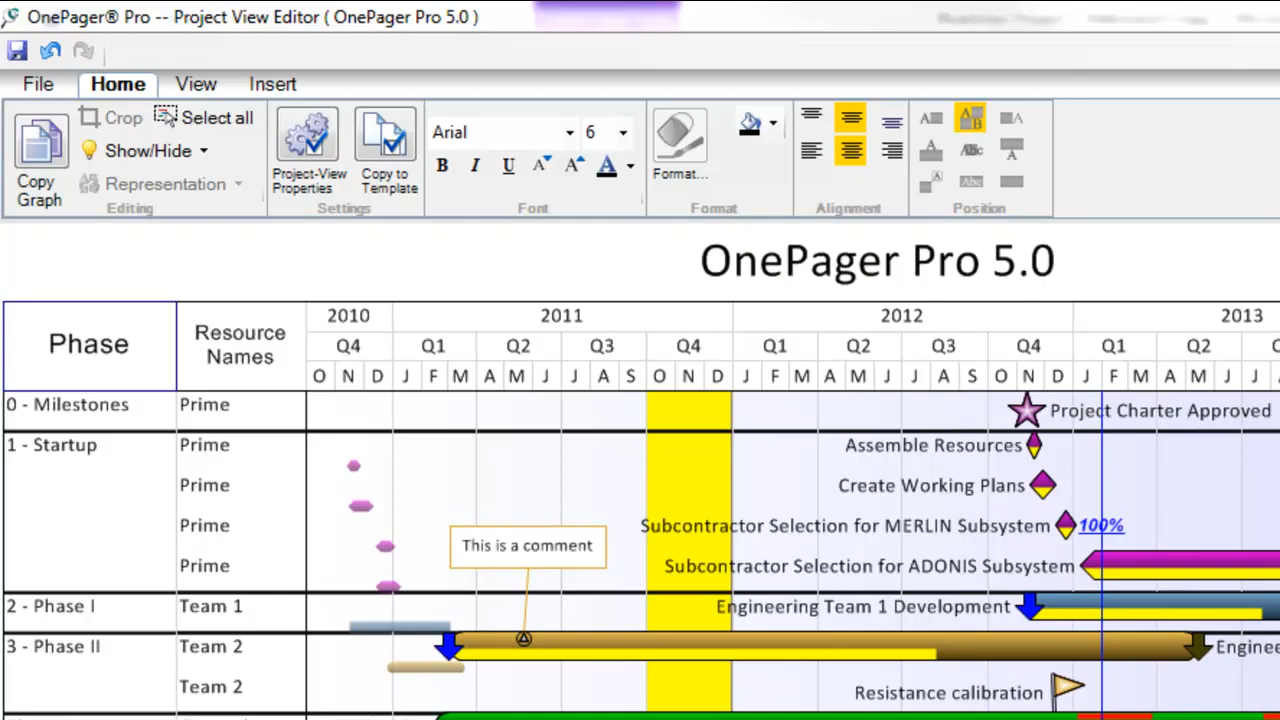 OnePager® Pro -- Project View Editor ( OnePager Pro 5.0 )
File Home View Insert
Copy Graph
Crop Select all
Show/Hide
Representation
Editing
Project-View Properties
Copy to Template
Settings
Arial 6
B I U A A A
Font
Format...
Format
Alignment
Position
OnePager Pro 5.0
Phase
Resource Names
2010 2011 2012 2013
Q4 Q1 Q2 Q3 Q4 Q1 Q2 Q3 Q4 Q1 Q2
O N D J F M A M J J A S O N D J F M A M J J A S O N D J F M A M J J
0 - Milestones Prime Project Charter Approved
1 - Startup Prime Assemble Resources
Prime Create Working Plans
Prime Subcontractor Selection for MERLIN Subsystem 100%
This is a comment
Prime Subcontractor Selection for ADONIS Subsystem
2 - Phase I Team 1 Engineering Team 1 Development
3 - Phase II Team 2 Enginee
Team 2 Resistance calibration